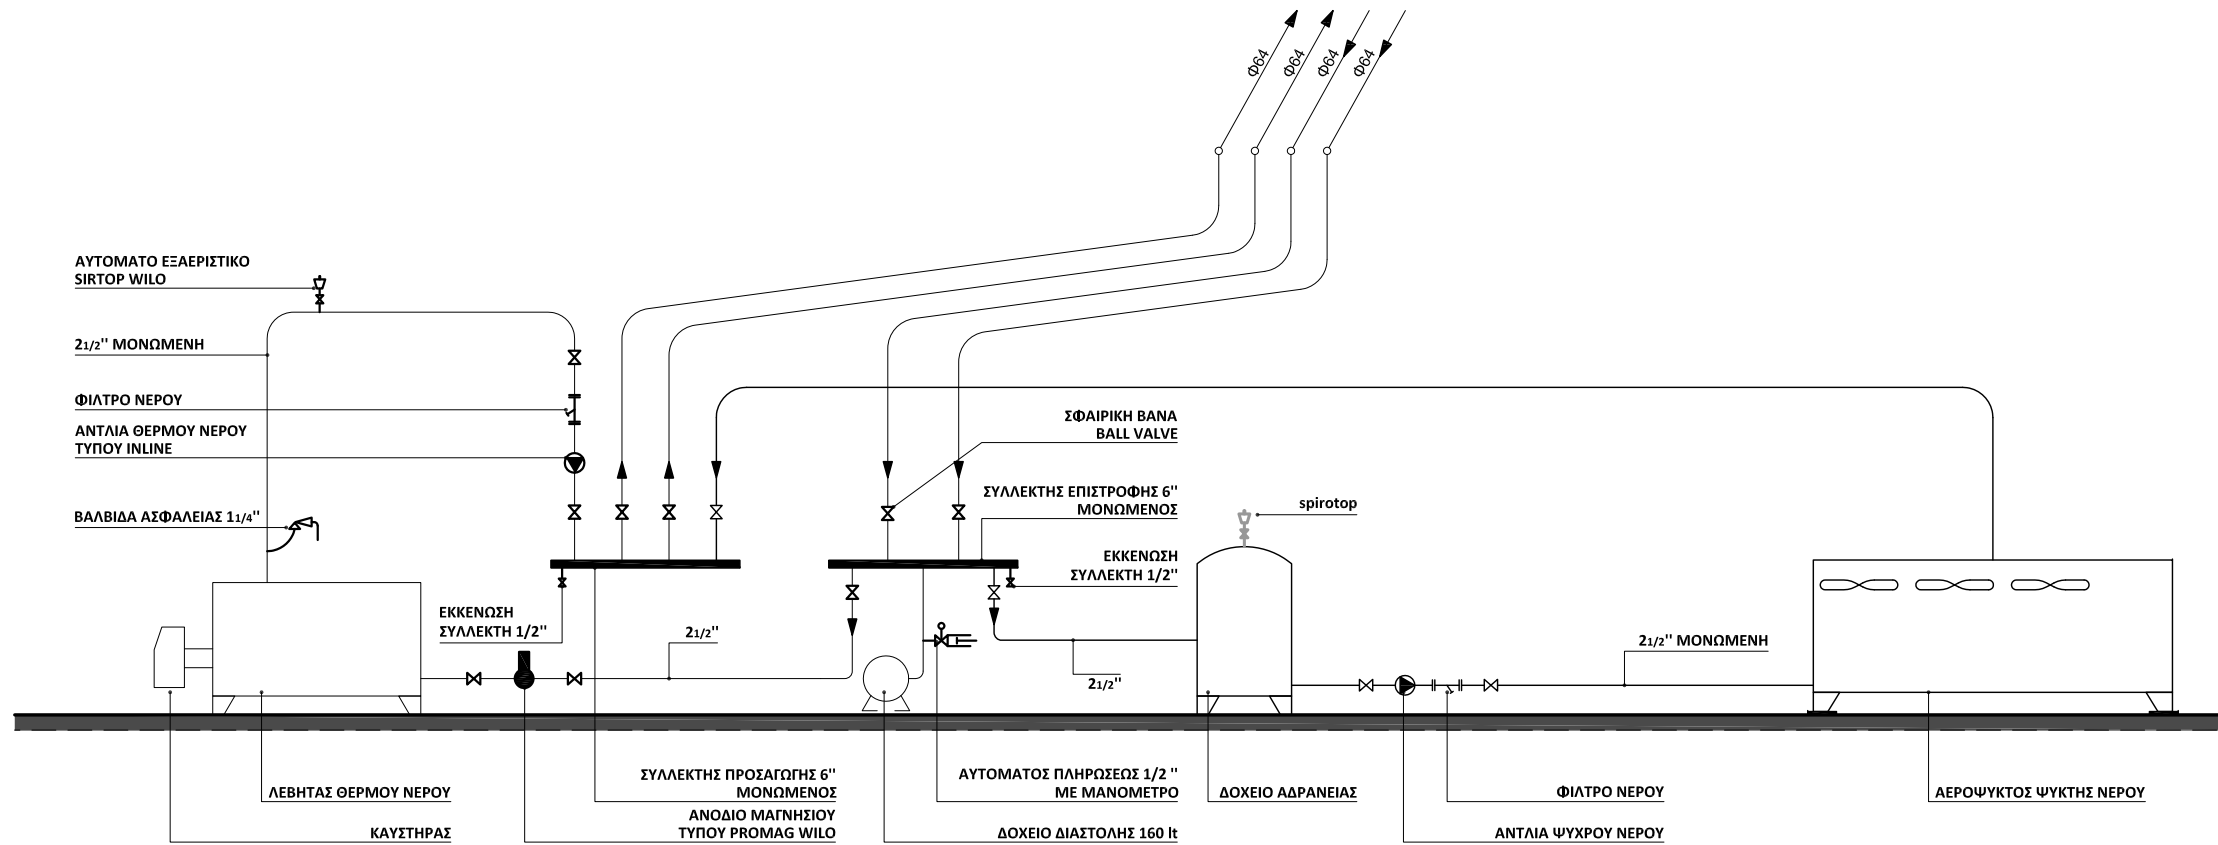 Φ64
Φ64
Φ64
Φ64
ΑΥΤΟΜΑΤΟ ΕΞΑΕΡΙΣΤΙΚΟ
SIRTOP WILO
21/2'' ΜΟΝΩΜΕΝΗ
ΦΙΛΤΡΟ ΝΕΡΟΥ
ΑΝΤΛΙΑ ΘΕΡΜΟΥ ΝΕΡΟΥ
ΤΥΠΟΥ INLINE
ΒΑΛΒΙΔΑ ΑΣΦΑΛΕΙΑΣ 11/4''
ΣΦΑΙΡΙΚΗ ΒΑΝΑ
BALL VALVE
ΣΥΛΛΕΚΤΗΣ ΕΠΙΣΤΡΟΦΗΣ 6''
ΜΟΝΩΜΕΝΟΣ
spirotop
ΕΚΚΕΝΩΣΗ
ΣΥΛΛΕΚΤΗ 1/2''
ΕΚΚΕΝΩΣΗ
ΣΥΛΛΕΚΤΗ 1/2''
21/2''
21/2''
21/2'' ΜΟΝΩΜΕΝΗ
ΣΥΛΛΕΚΤΗΣ ΠΡΟΣΑΓΩΓΗΣ 6''
ΜΟΝΩΜΕΝΟΣ
ΑΝΟΔΙΟ ΜΑΓΝΗΣΙΟΥ
ΤΥΠΟΥ PROMAG WILO
ΛΕΒΗΤΑΣ ΘΕΡΜΟΥ ΝΕΡΟΥ
ΚΑΥΣΤΗΡΑΣ
ΑΥΤΟΜΑΤΟΣ ΠΛΗΡΩΣΕΩΣ 1/2 ''
ΜΕ ΜΑΝΟΜΕΤΡΟ
ΔΟΧΕΙΟ ΔΙΑΣΤΟΛΗΣ 160 lt
ΔΟΧΕΙΟ ΑΔΡΑΝΕΙΑΣ
ΦΙΛΤΡΟ ΝΕΡΟΥ
ΑΝΤΛΙΑ ΨΥΧΡΟΥ ΝΕΡΟΥ
ΑΕΡΟΨΥΚΤΟΣ ΨΥΚΤΗΣ ΝΕΡΟΥ